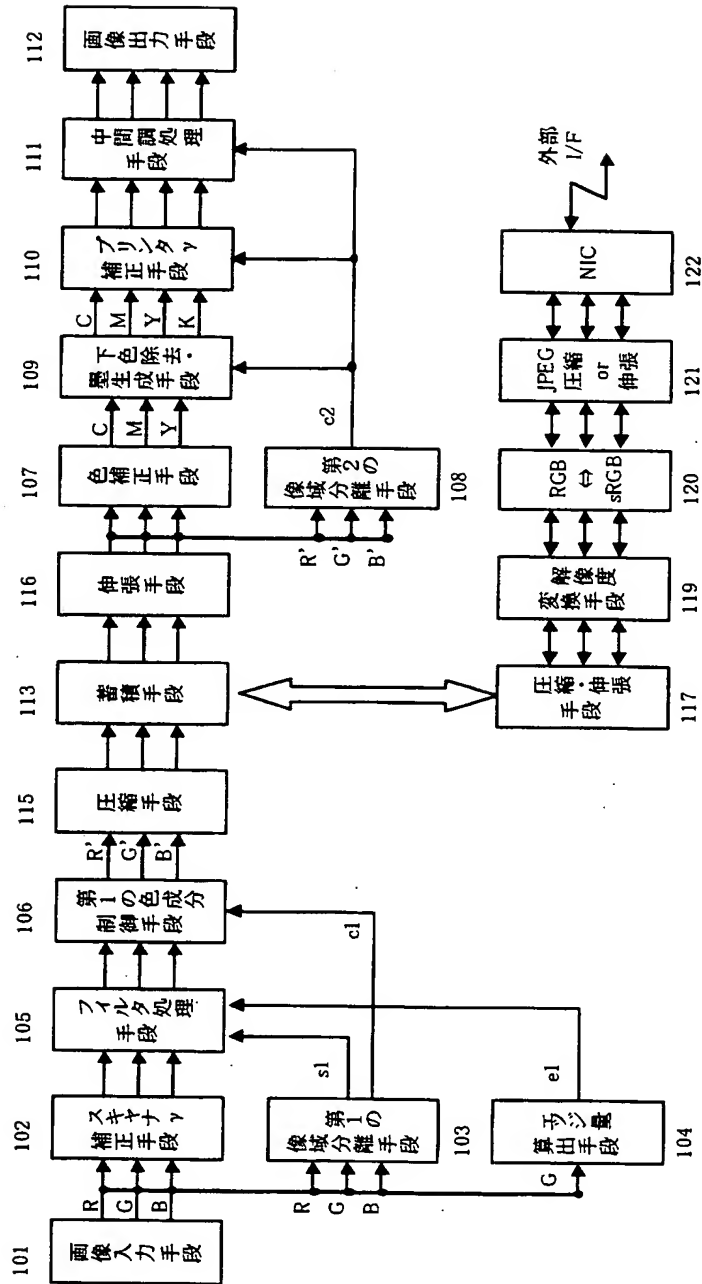 101
画像入力手段
R
G
B
102
スキャナγ
補正手段
R
G
B
第1の
像域分離手段
103
G
エッジ量
算出手段
104
s1
c1
e1
105
フィルタ処理
手段
106
第1の色成分
制御手段
R'
G'
B'
115
圧縮手段
113
蓄積手段
116
伸張手段
R'
G'
B'
第2の
像域分離手段
108
c2
107
色補正手段
C
M
Y
109
下色除去・
墨生成手段
C
M
Y
K
110
プリンタγ
補正手段
111
中間調処理
手段
112
画像出力手段
圧縮・伸張
手段
117
解像度
変換手段
119
RGB
⇔
sRGB
120
JPEG
圧縮
or
伸張
121
NIC
122
外部
I/F